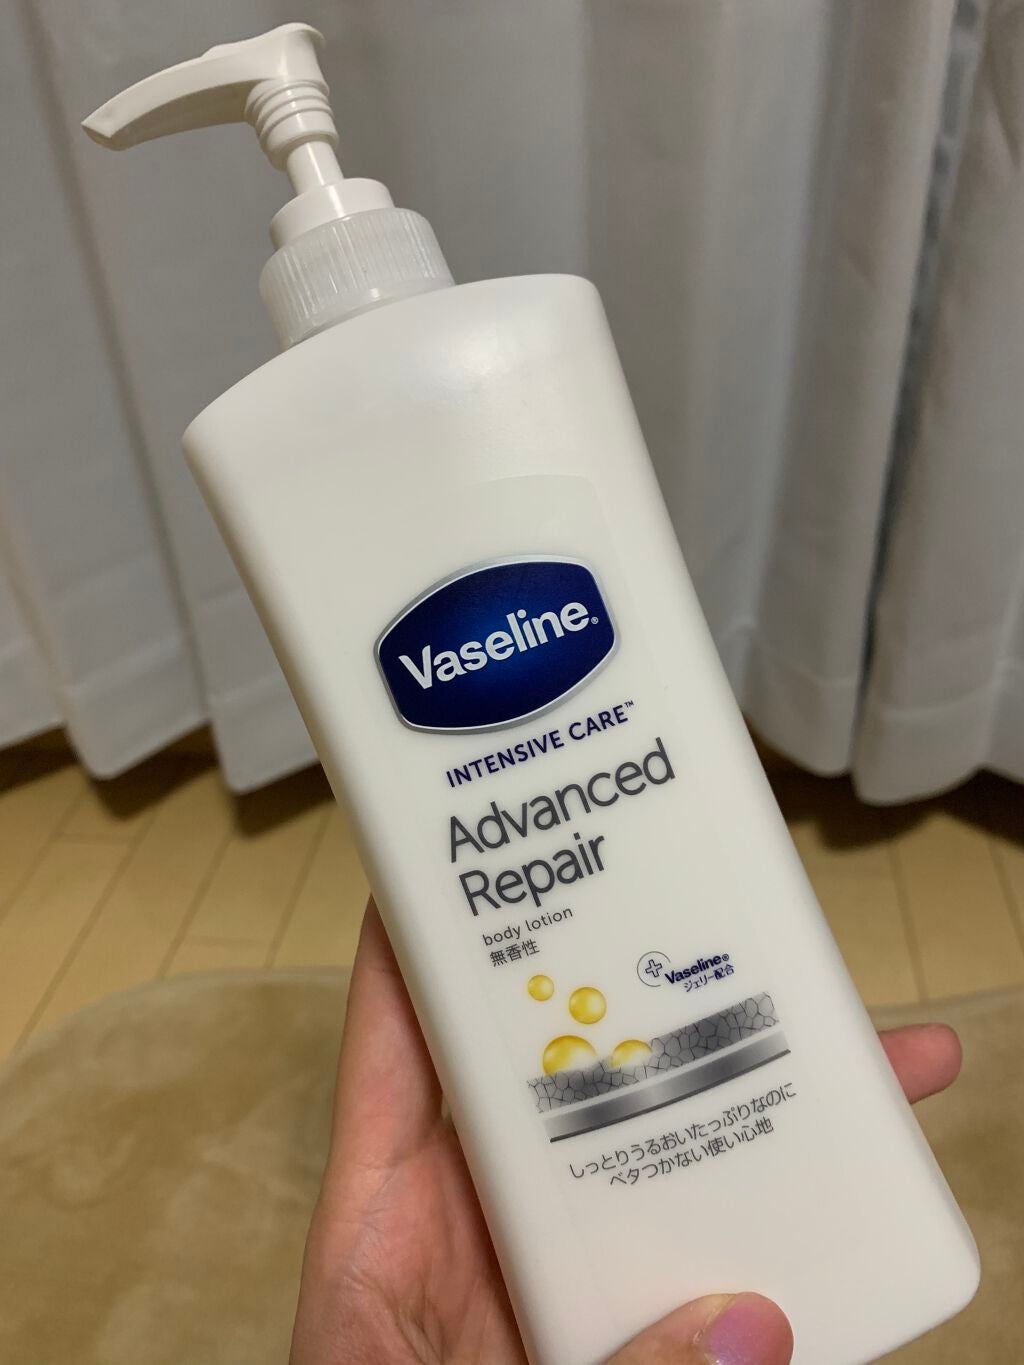 Vaseline®
INTENSIVE CARE™
Advanced
Repair
body lotion
無香性
Vaseline®
ジェリー配合
しっとりうるおいたっぷりなのに
ベタつかない使い心地